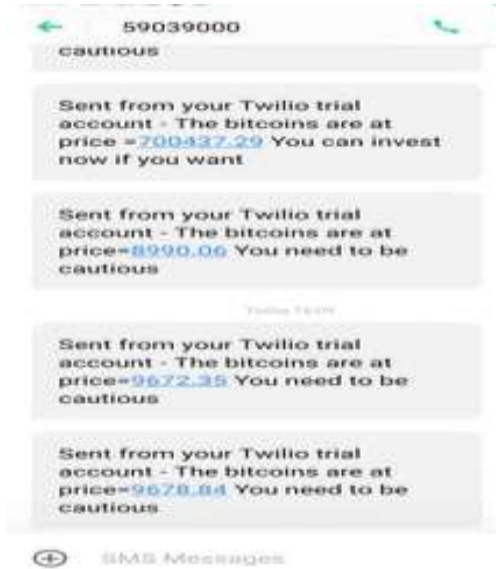 59039000
cautious
Sent from your Twilio trial
account - The bitcoins are at
price =700437.29 You can invest
now if you want
Sent from your Twilio trial
account - The bitcoins are at
price=8990.06 You need to be
cautious
Today
Sent from your Twilio trial
account - The bitcoins are at
price=9672.35 You need to be
cautious
Sent from your Twilio trial
account - The bitcoins are at
price=9678.84 You need to be
cautious
SMS Messages